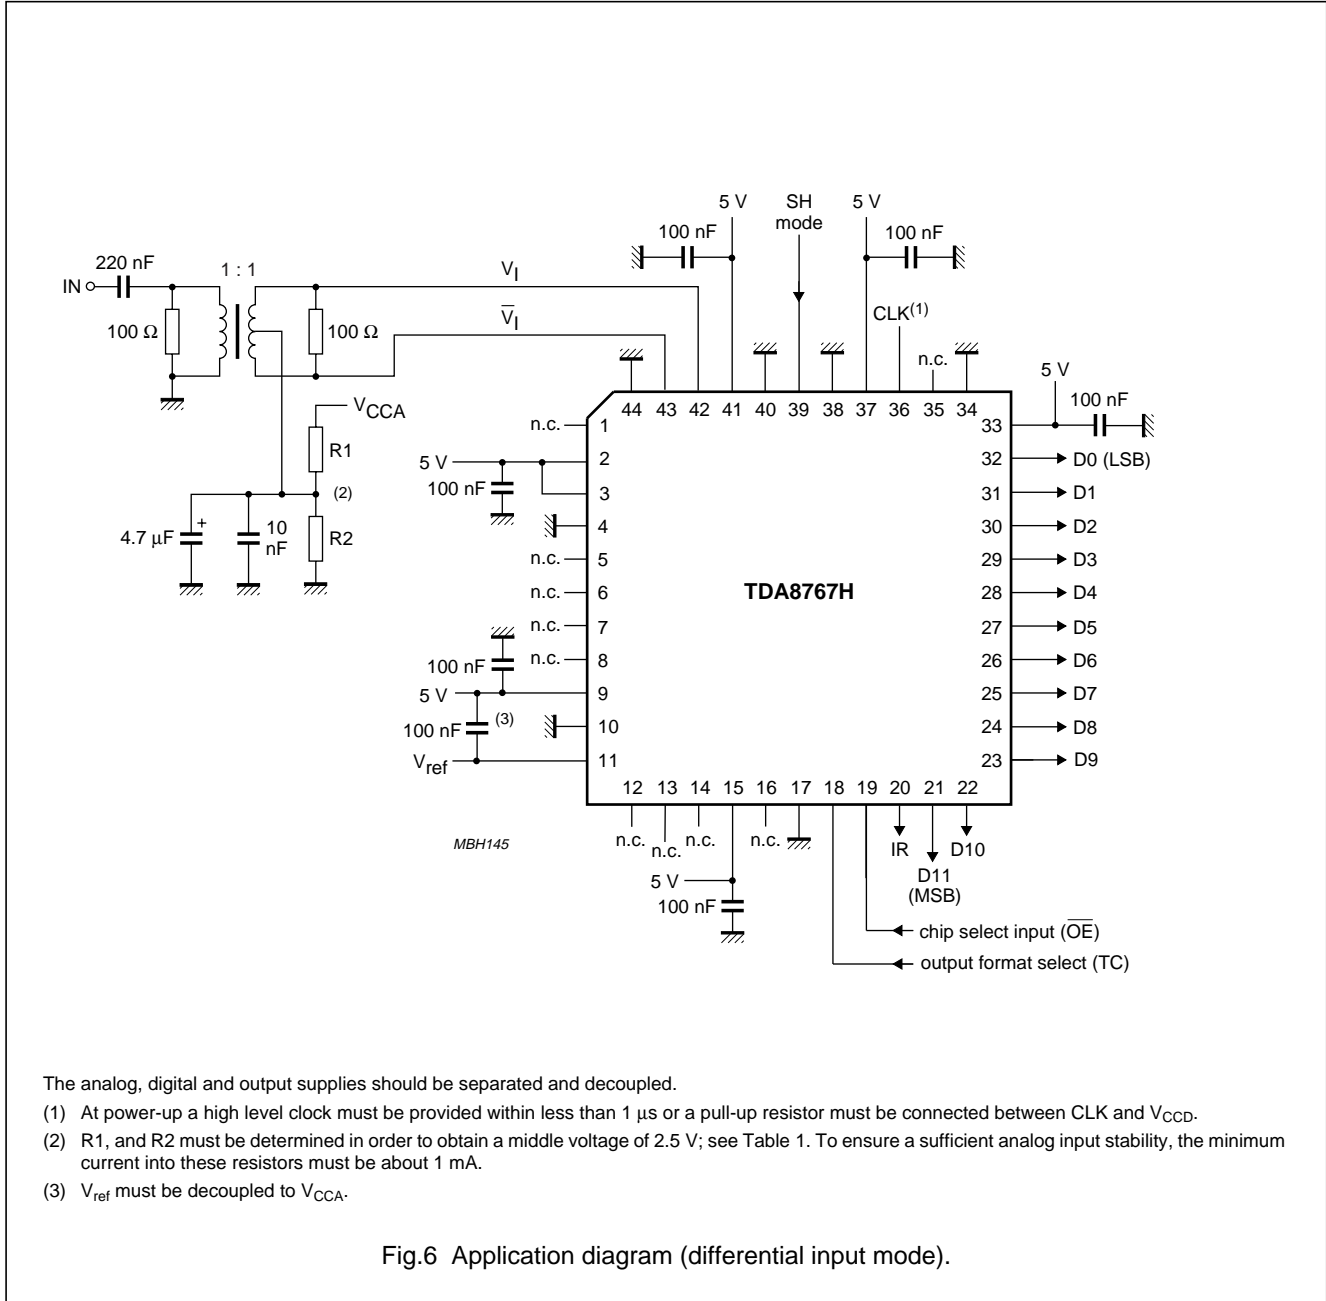 5 V
SH
mode
5 V
100 nF
100 nF
220 nF
1 : 1
IN
V_I
100 Ω
100 Ω
V̅_I
CLK(1)
n.c.
5 V
100 nF
V_CCA
R1
(2)
4.7 μF
+
10
nF
R2
44 43 42 41 40 39 38 37 36 35 34
n.c. 1
5 V 2
100 nF
3
4
n.c. 5
n.c. 6
n.c. 7
n.c. 8
100 nF
5 V 9
100 nF (3)
10
V_ref 11
TDA8767H
33
32 D0 (LSB)
31 D1
30 D2
29 D3
28 D4
27 D5
26 D6
25 D7
24 D8
23 D9
12 13 14 15 16 17 18 19 20 21 22
n.c. n.c. n.c. n.c.
IR
D11
(MSB)
D10
MBH145
5 V
100 nF
chip select input (O̅E̅)
output format select (TC)
The analog, digital and output supplies should be separated and decoupled.
(1) At power-up a high level clock must be provided within less than 1 μs or a pull-up resistor must be connected between CLK and V_CCD.
(2) R1, and R2 must be determined in order to obtain a middle voltage of 2.5 V; see Table 1. To ensure a sufficient analog input stability, the minimum
current into these resistors must be about 1 mA.
(3) V_ref must be decoupled to V_CCA.
Fig.6 Application diagram (differential input mode).